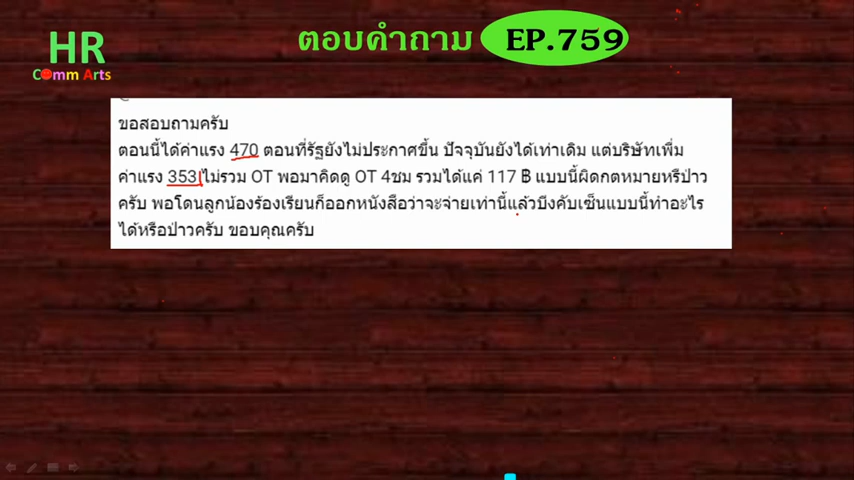 HR
Comm Arts
ตอบคำถาม EP.759
ขอสอบถามครับ
ตอนนี้ได้ค่าแรง 470 ตอนที่รัฐยังไม่ประกาศขึ้น ปัจจุบันยังได้เท่าเดิม แต่บริษัทเพิ่ม
ค่าแรง 353 ไม่รวม OT พอมาคิดดู OT 4ชม รวมได้แค่ 117 ฿ แบบนี้ผิดกตหมายหรีป่าว
ครับ พอโดนลูกน้องร้องเรียนก็ออกหนังสือว่าจะจ่ายเท่านี้แล้วบีงคับเซ็นแบบนี้ทำอะไร
ได้หรือป่าวครับ ขอบคุณครับ